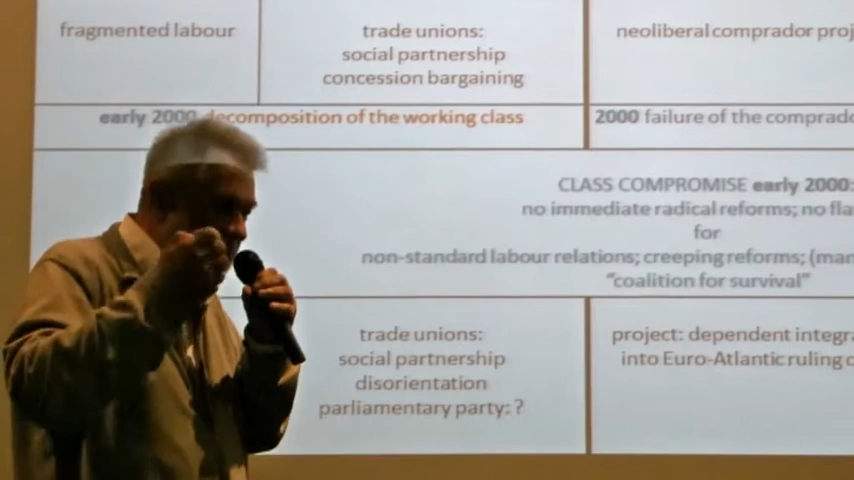 fragmented labour
trade unions:
social partnership
concession bargaining
neoliberal comprador proj
early 2000 decomposition of the working class
2000 failure of the comprado
CLASS COMPROMISE early 2000:
no immediate radical reforms; no fla
for
non-standard labour relations; creeping reforms; (man
"coalition for survival"
trade unions:
social partnership
disorientation
parliamentary party: ?
project: dependent integra
into Euro-Atlantic ruling c